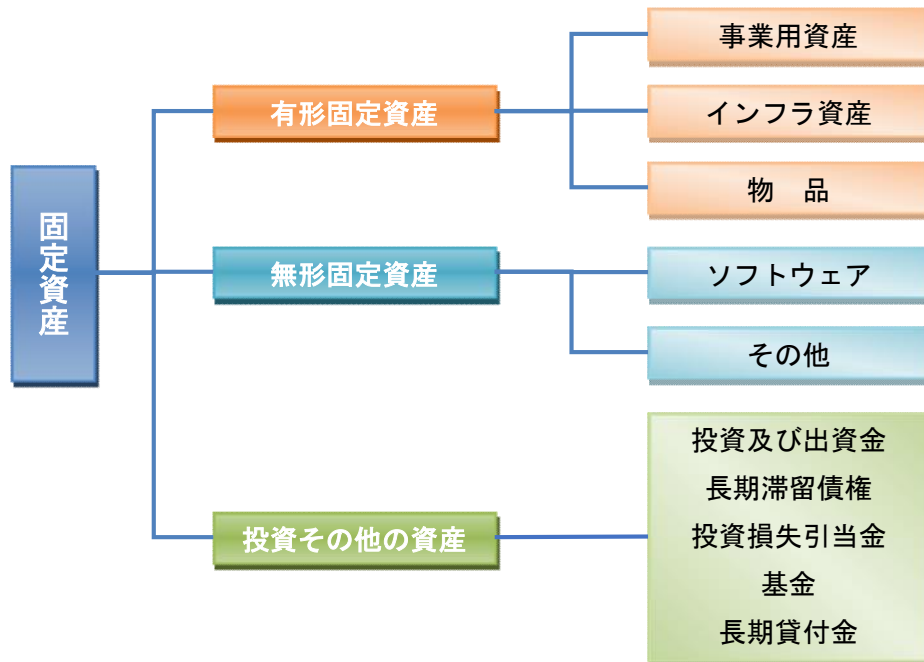 固定資産
有形固定資産
事業用資産
インフラ資産
物　品
無形固定資産
ソフトウェア
その他
投資その他の資産
投資及び出資金
長期滞留債権
投資損失引当金
基金
長期貸付金